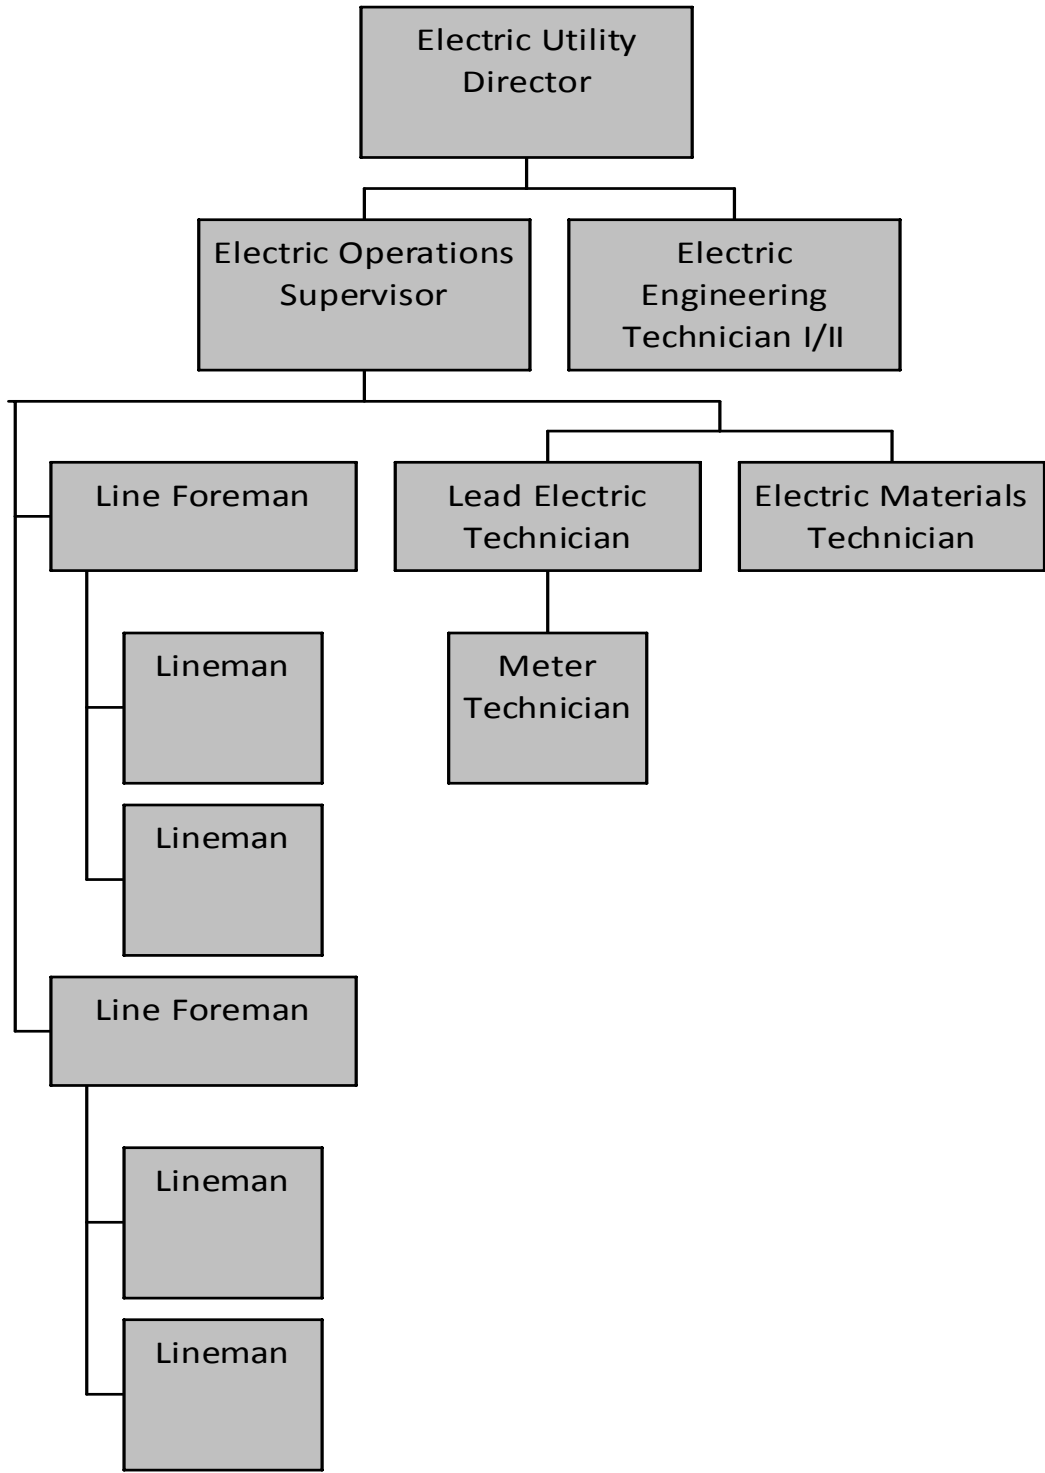 Electric Utility
Director
Electric Operations
Supervisor
Electric
Engineering
Technician I/II
Line Foreman
Lead Electric
Technician
Electric Materials
Technician
Lineman
Meter
Technician
Lineman
Line Foreman
Lineman
Lineman